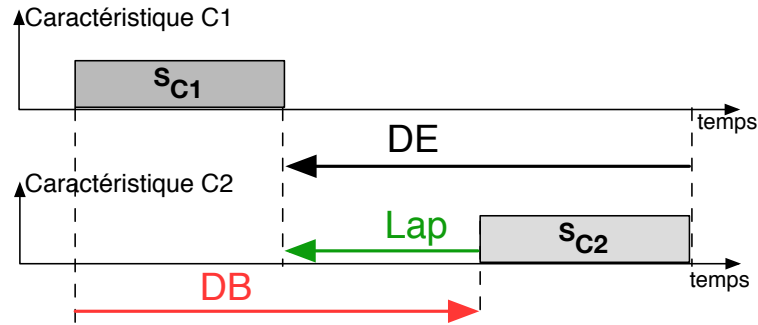 Caractéristique C1
SC1
temps
DE
Caractéristique C2
Lap
SC2
temps
DB